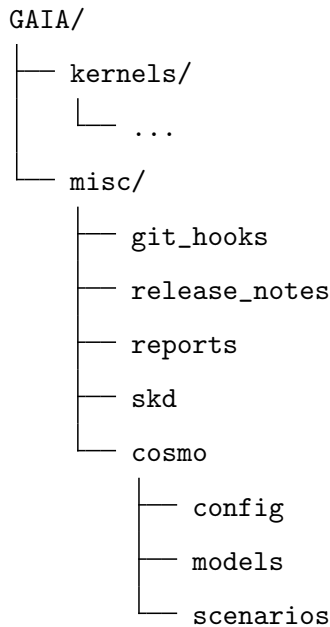 GAIA/
kernels/
...
misc/
git_hooks
release_notes
reports
skd
cosmo
config
models
scenarios